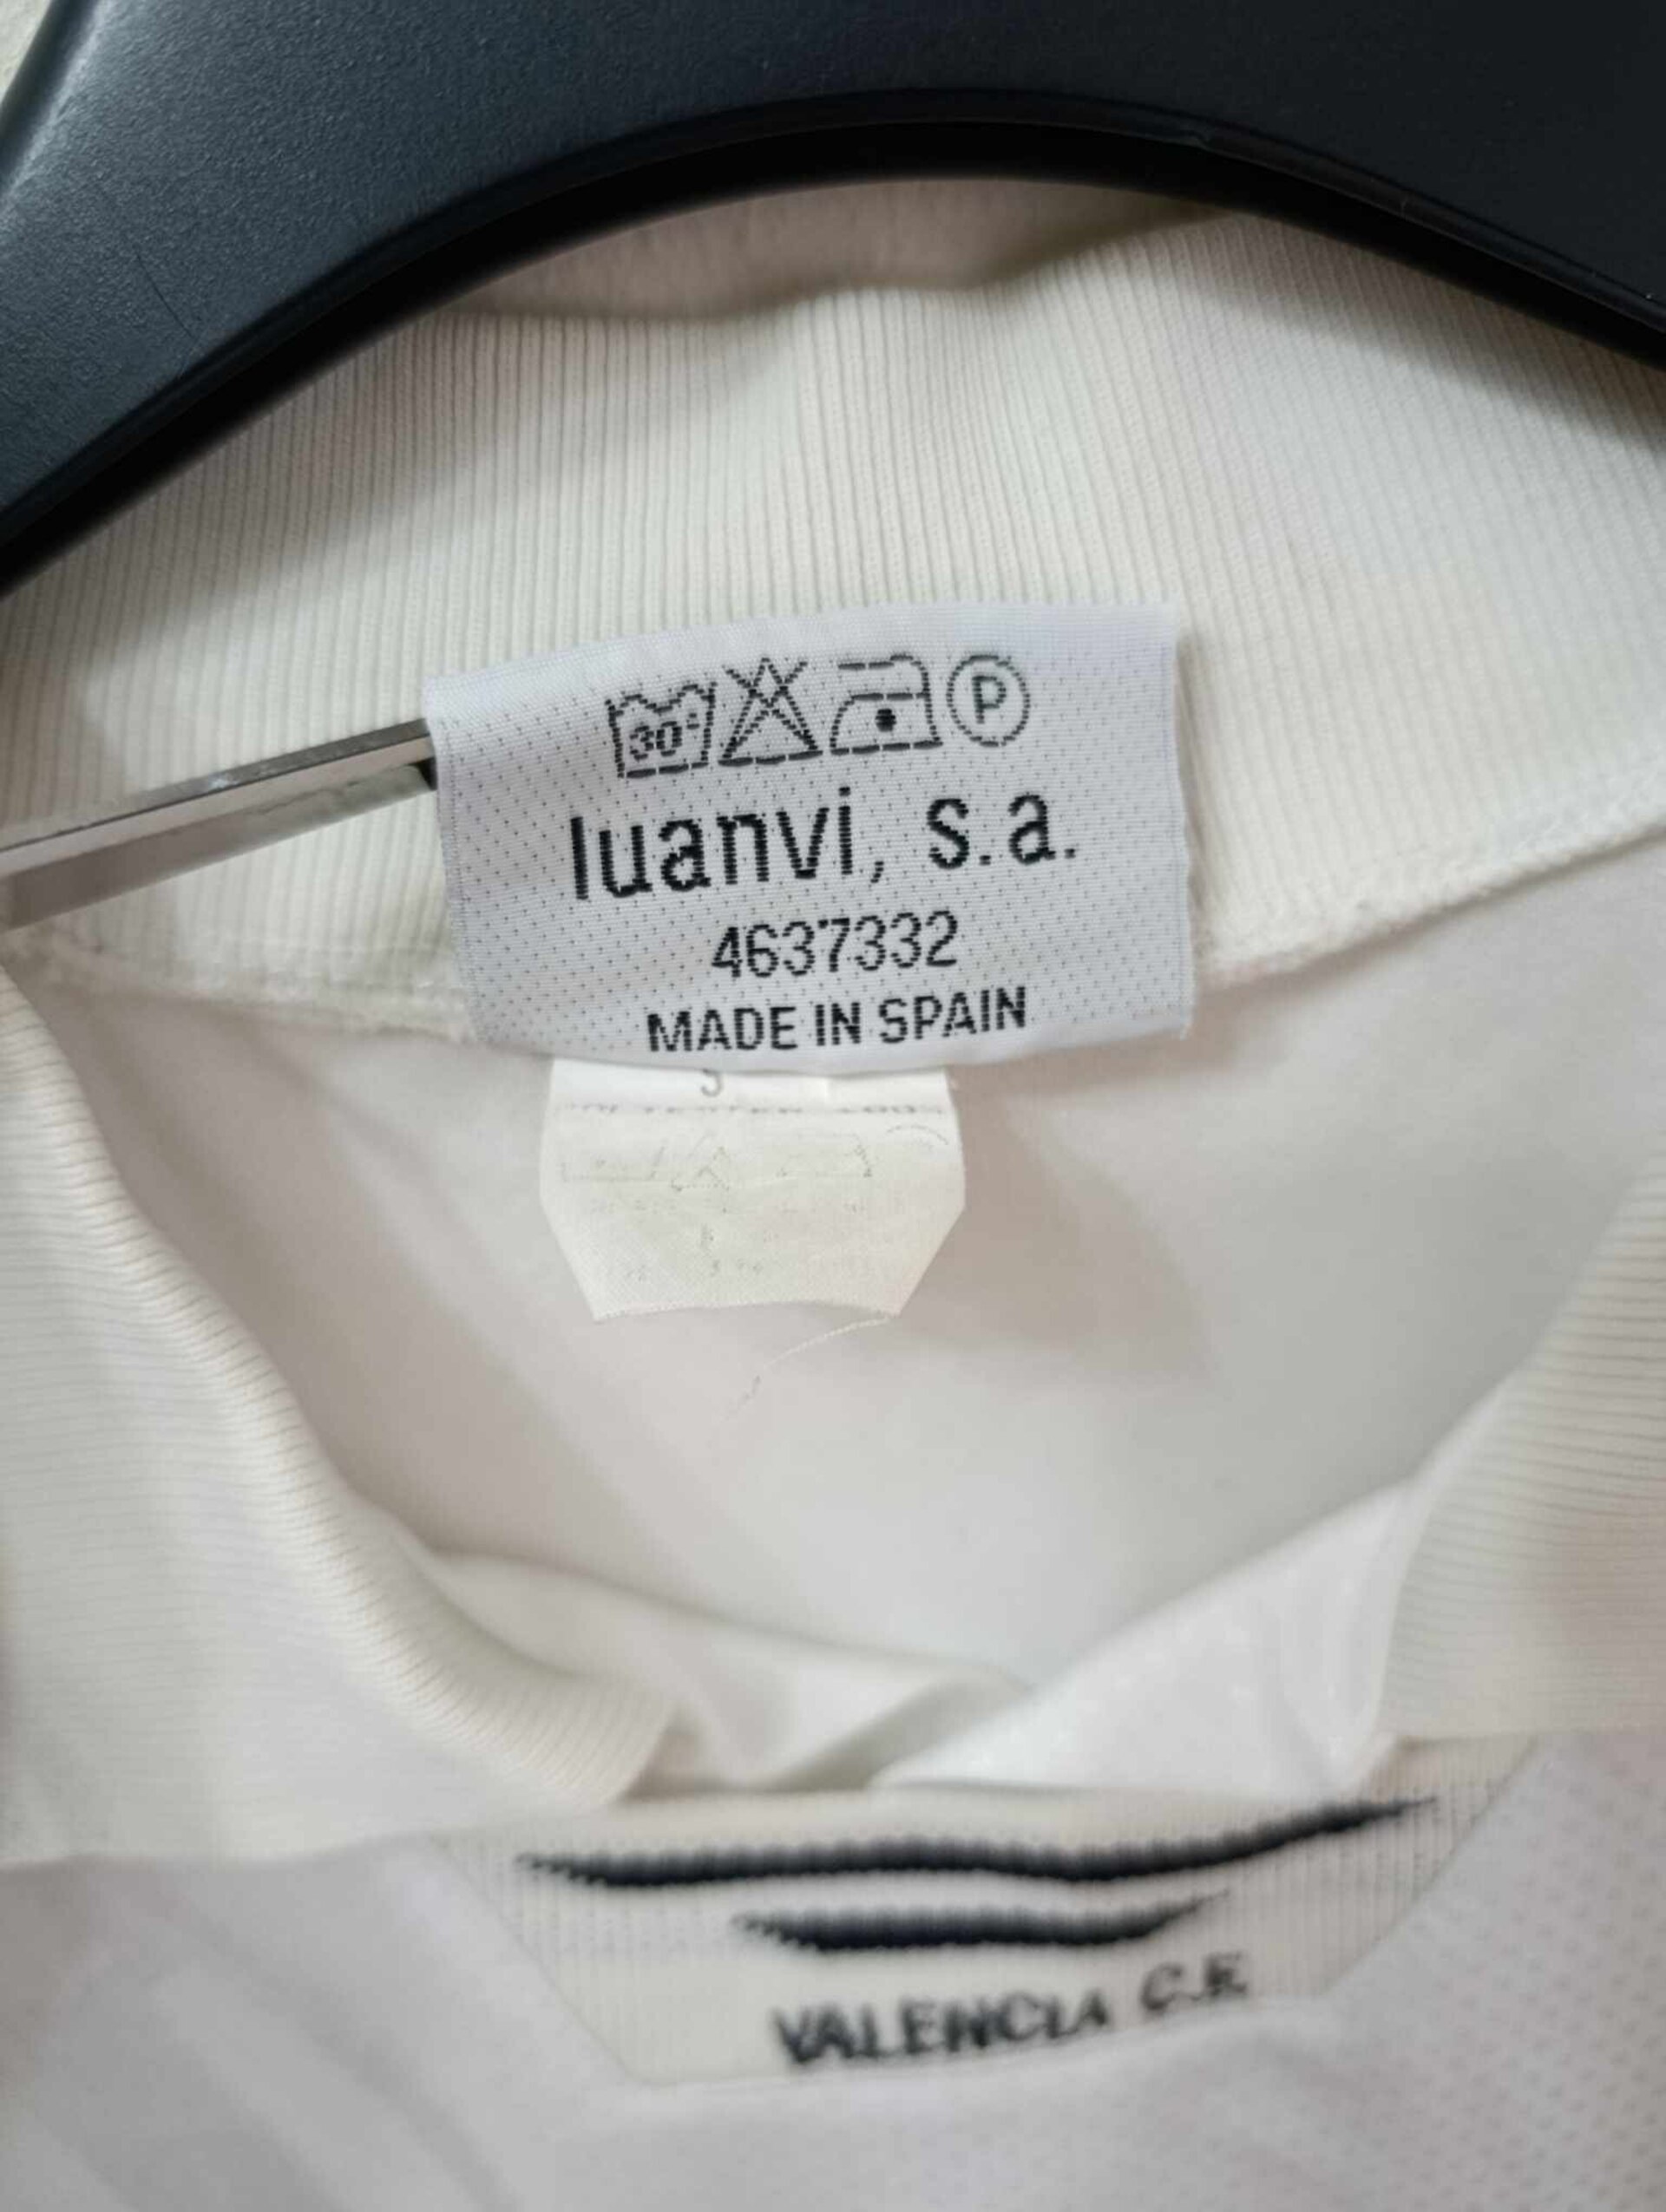 30° P
luanvi, s.a.
4637332
MADE IN SPAIN
VALENCIA C.F.